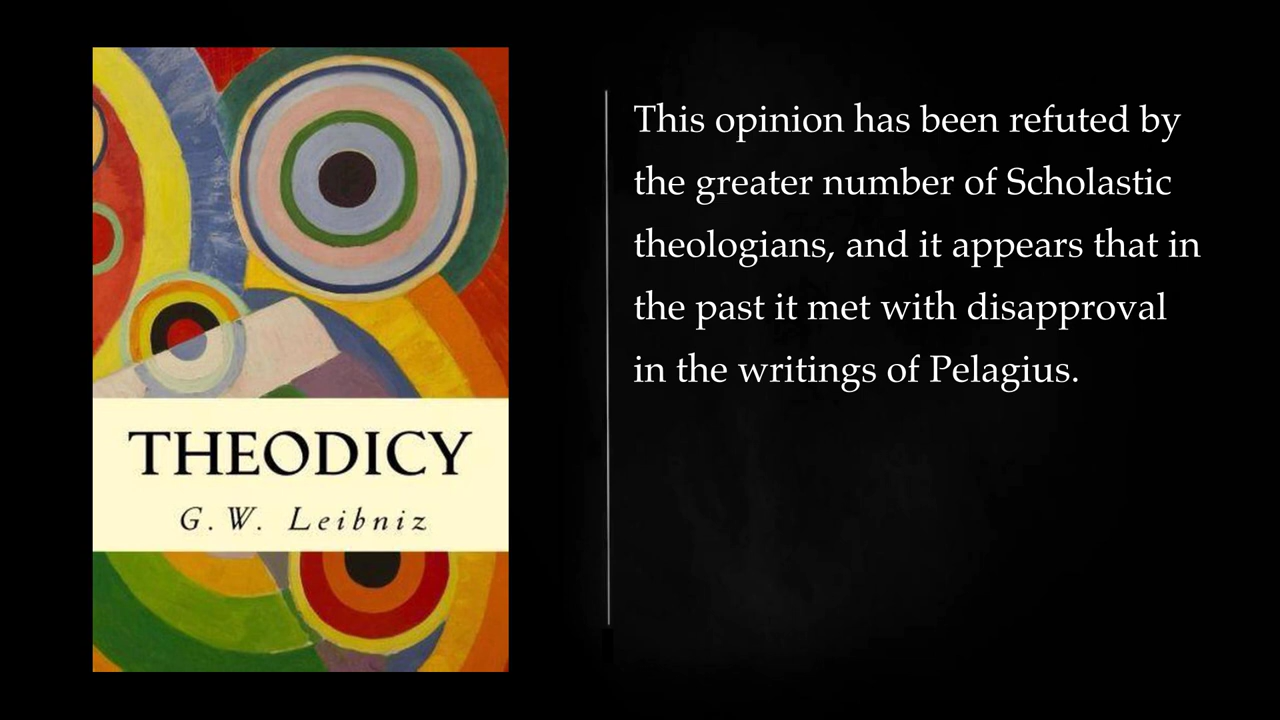 THEODICY
G. W. Leibniz
This opinion has been refuted by
the greater number of Scholastic
theologians, and it appears that in
the past it met with disapproval
in the writings of Pelagius.